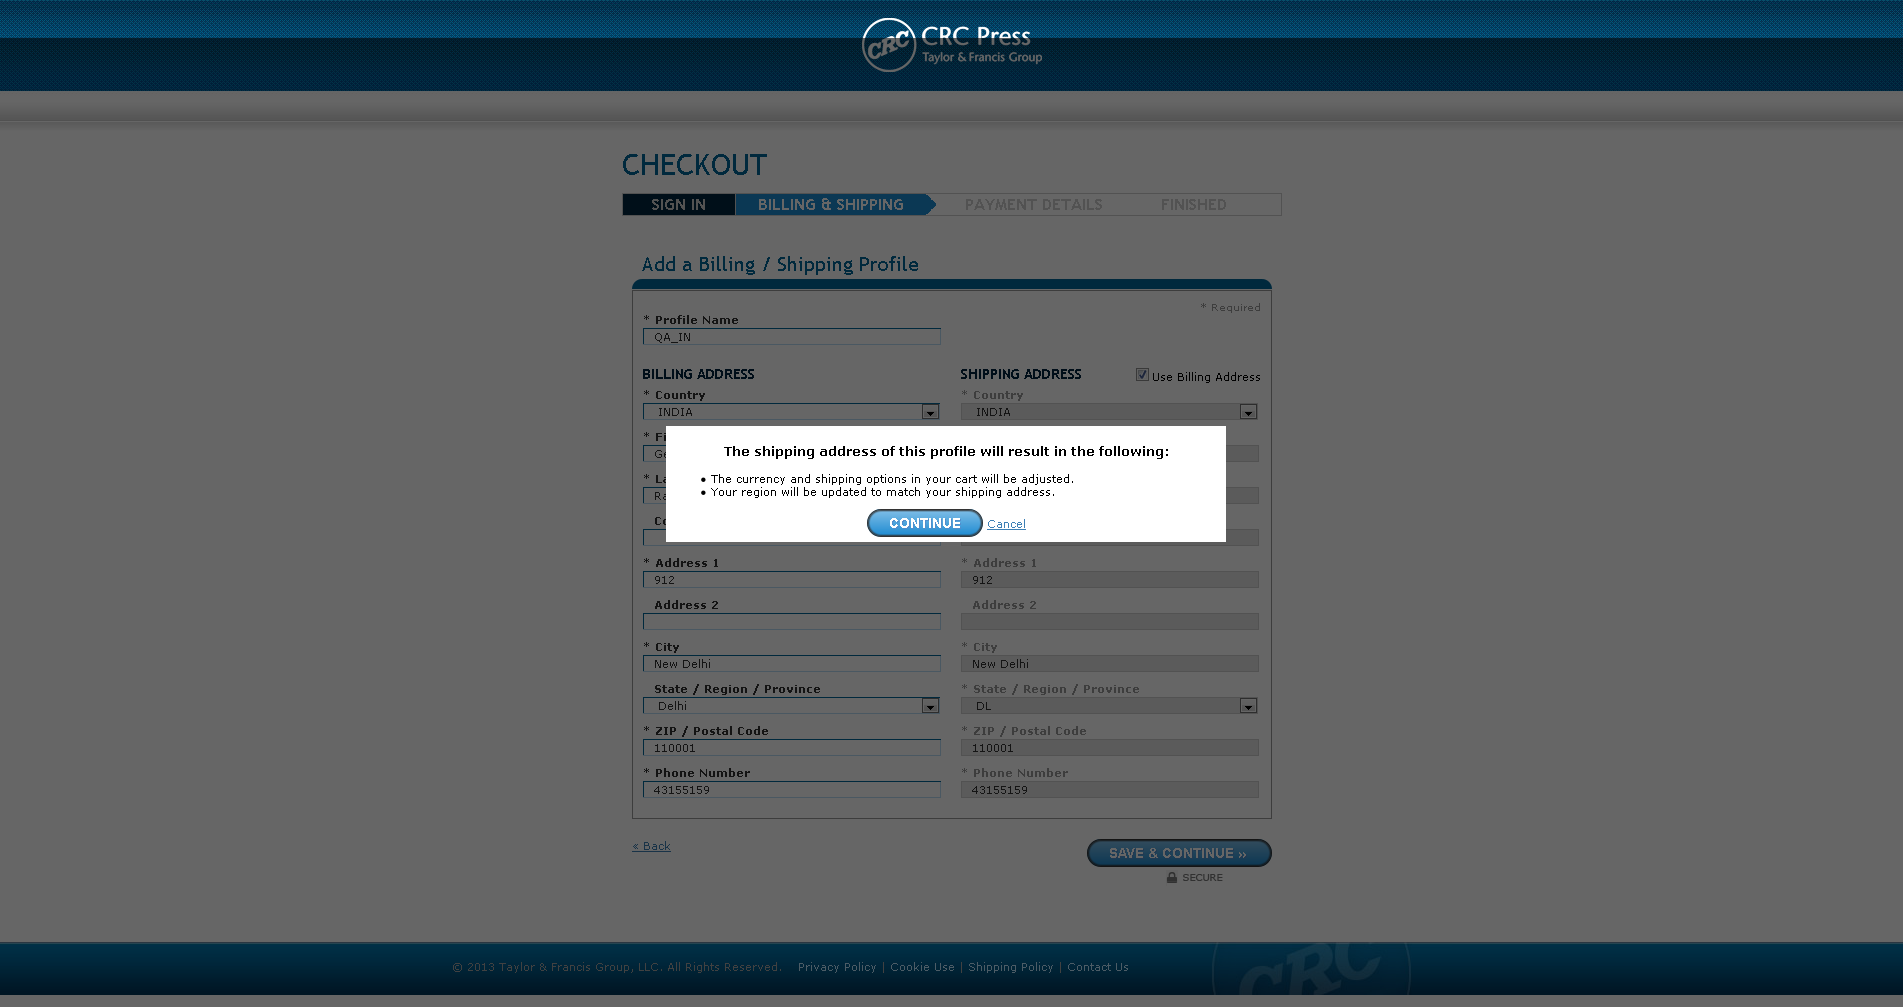 CRC
CRC Press
Taylor & Francis Group
CHECKOUT
SIGN IN
BILLING & SHIPPING
PAYMENT DETAILS
FINISHED
Add a Billing / Shipping Profile
* Required
* Profile Name
QA_IN
BILLING ADDRESS
SHIPPING ADDRESS
Use Billing Address
* Country
* Country
INDIA
INDIA
* Fi
Ge
* La
Ra
Co
The shipping address of this profile will result in the following:
• The currency and shipping options in your cart will be adjusted.
• Your region will be updated to match your shipping address.
CONTINUE
Cancel
* Address 1
* Address 1
912
912
Address 2
Address 2
* City
* City
New Delhi
New Delhi
State / Region / Province
* State / Region / Province
Delhi
DL
* ZIP / Postal Code
* ZIP / Postal Code
110001
110001
* Phone Number
* Phone Number
43155159
43155159
« Back
SAVE & CONTINUE »
SECURE
© 2013 Taylor & Francis Group, LLC. All Rights Reserved.
Privacy Policy | Cookie Use | Shipping Policy | Contact Us
CRC